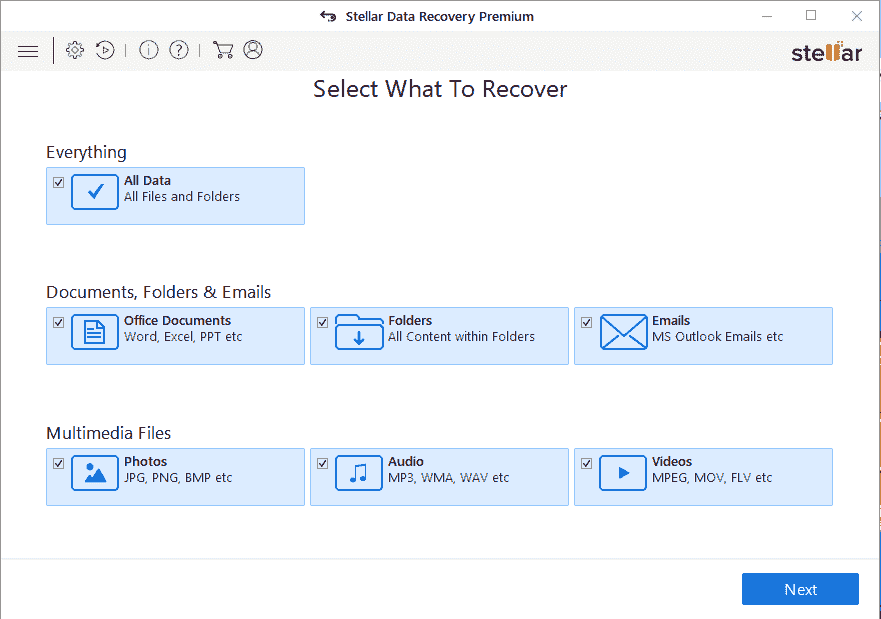 Stellar Data Recovery Premium
stellar
Select What To Recover
Everything
All Data
All Files and Folders
Documents, Folders & Emails
Office Documents
Word, Excel, PPT etc
Folders
All Content within Folders
Emails
MS Outlook Emails etc
Multimedia Files
Photos
JPG, PNG, BMP etc
Audio
MP3, WMA, WAV etc
Videos
MPEG, MOV, FLV etc
Next